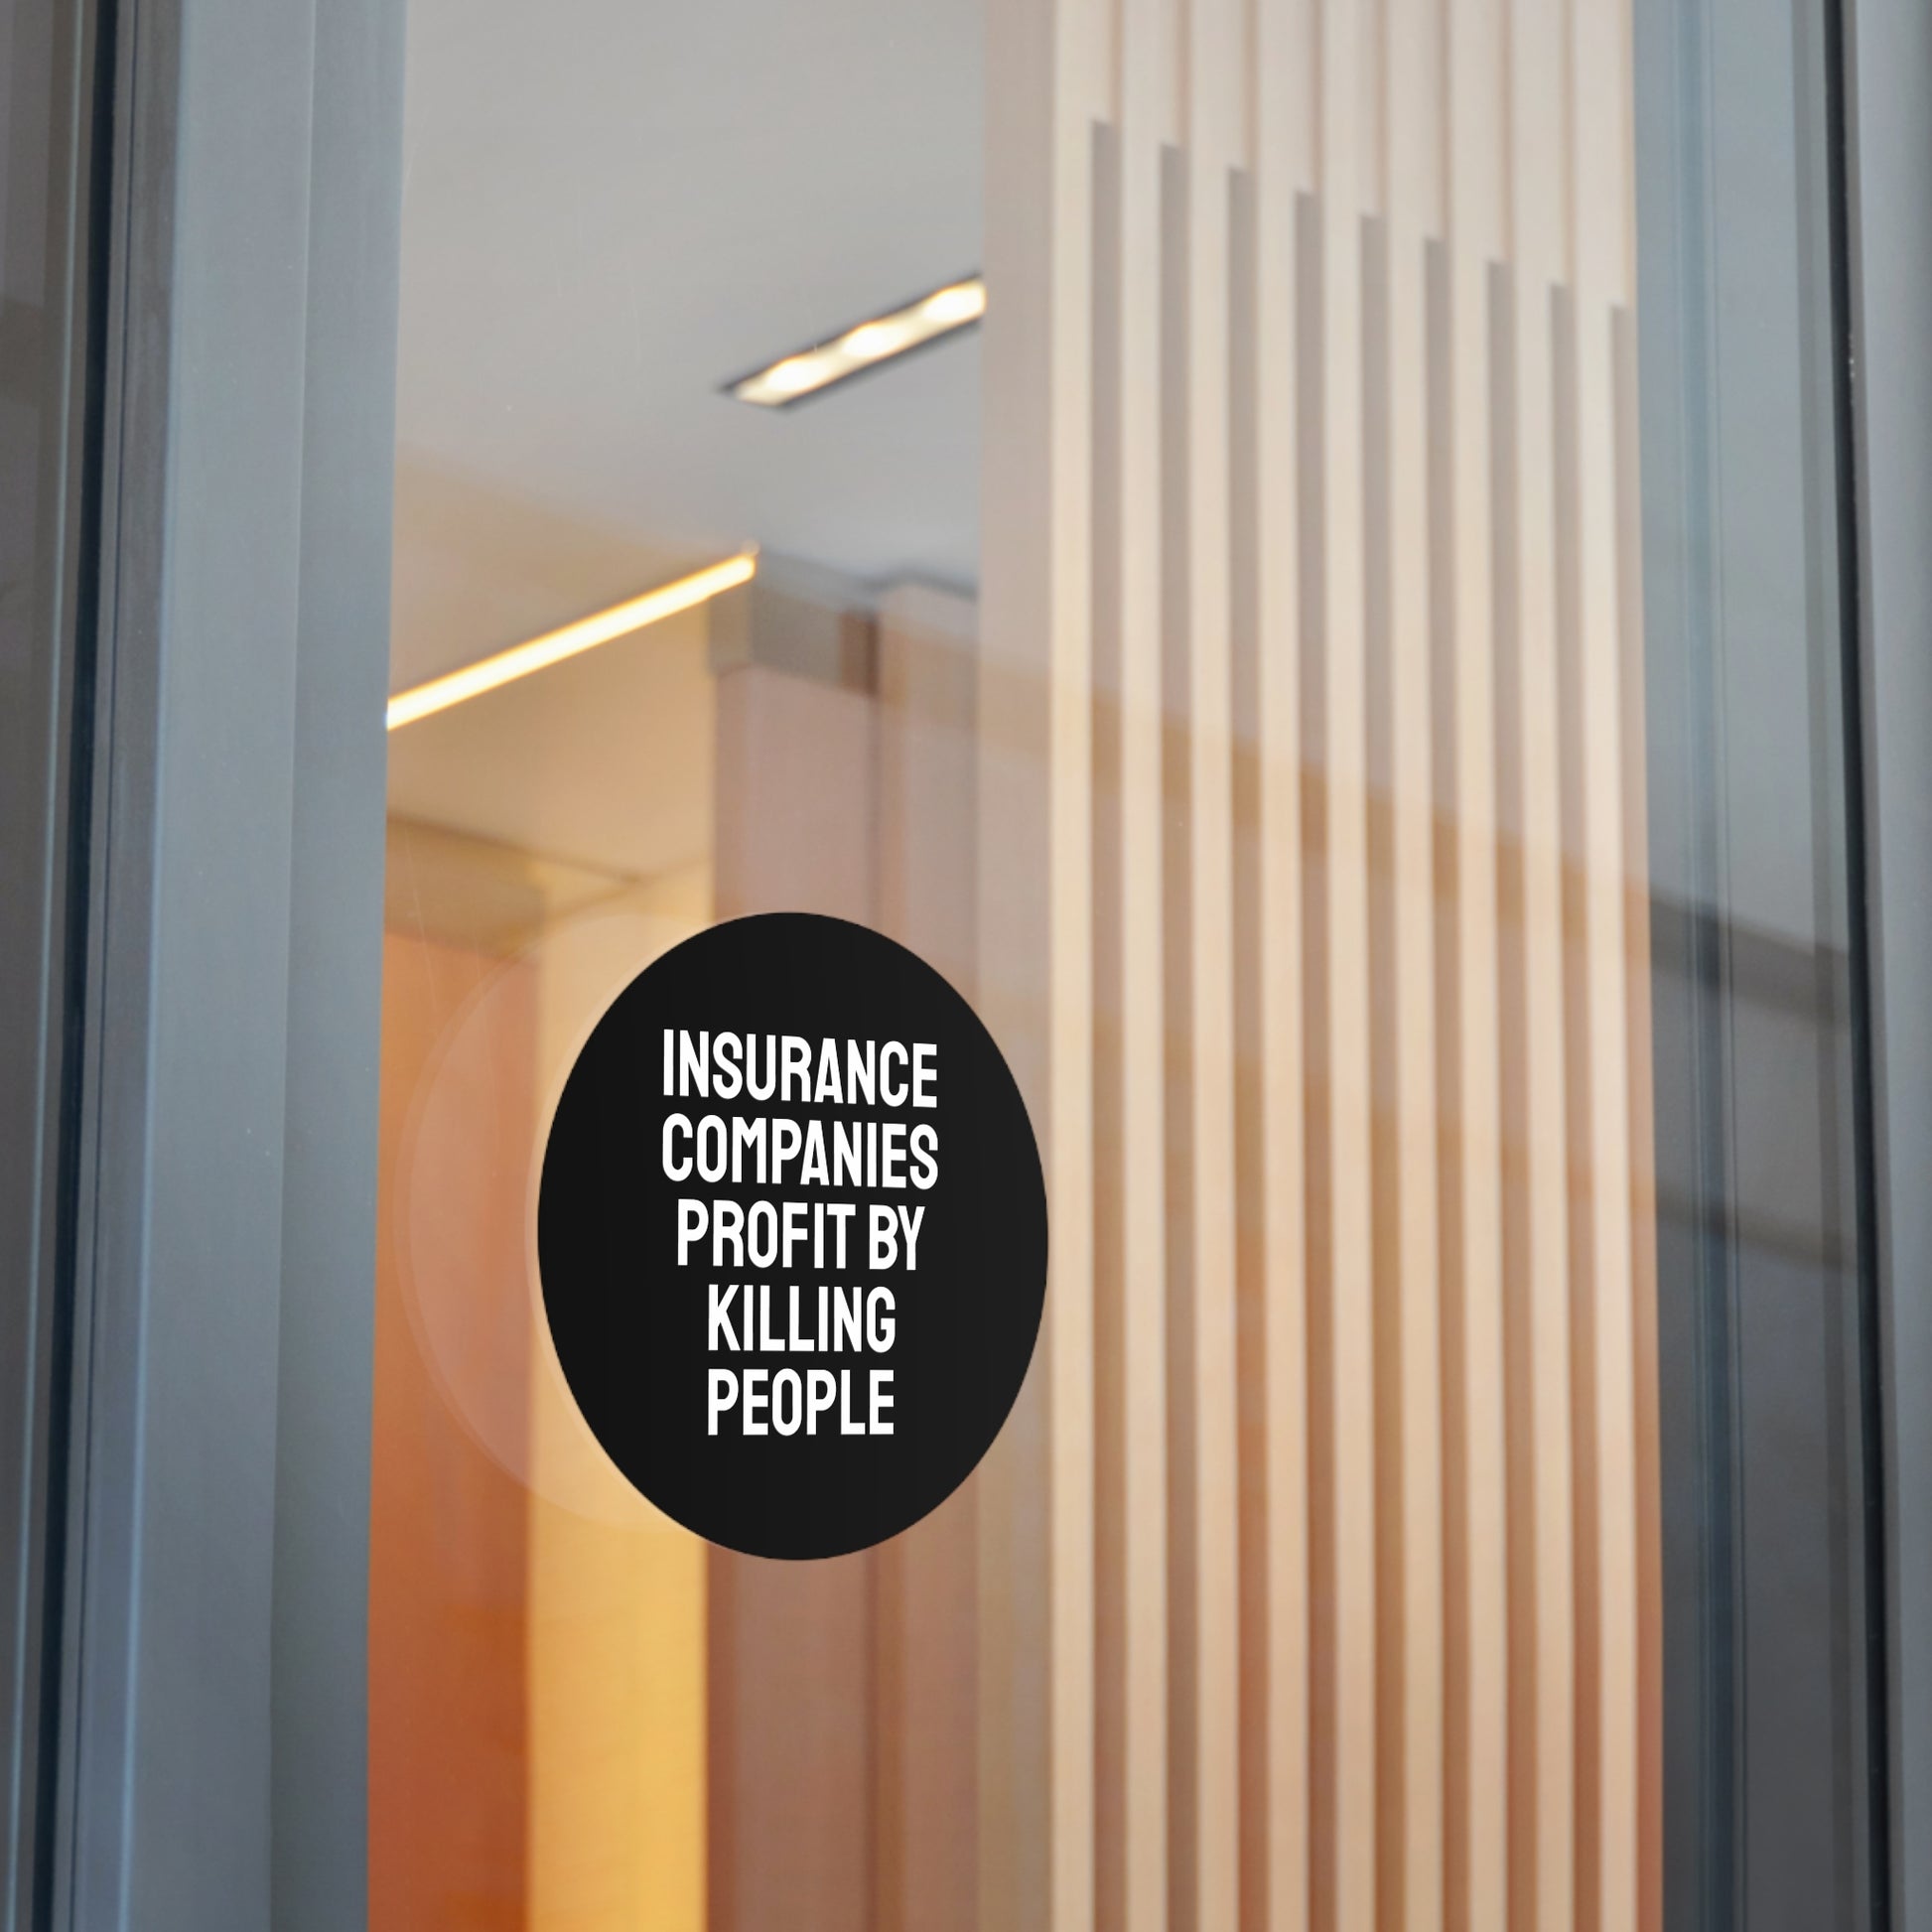 INSURANCE
COMPANIES
PROFIT BY
KILLING
PEOPLE